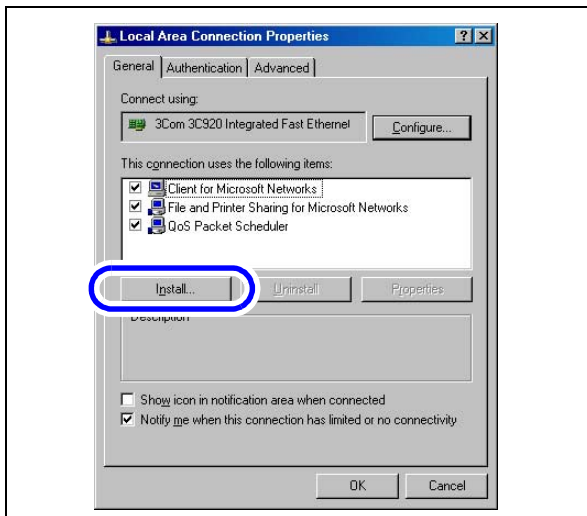 Local Area Connection Properties
General Authentication Advanced
Connect using:
3Com 3C920 Integrated Fast Ethernet
Configure...
This connection uses the following items:
Client for Microsoft Networks
File and Printer Sharing for Microsoft Networks
QoS Packet Scheduler
Install... Uninstall Properties
Description
Show icon in notification area when connected
Notify me when this connection has limited or no connectivity
OK Cancel